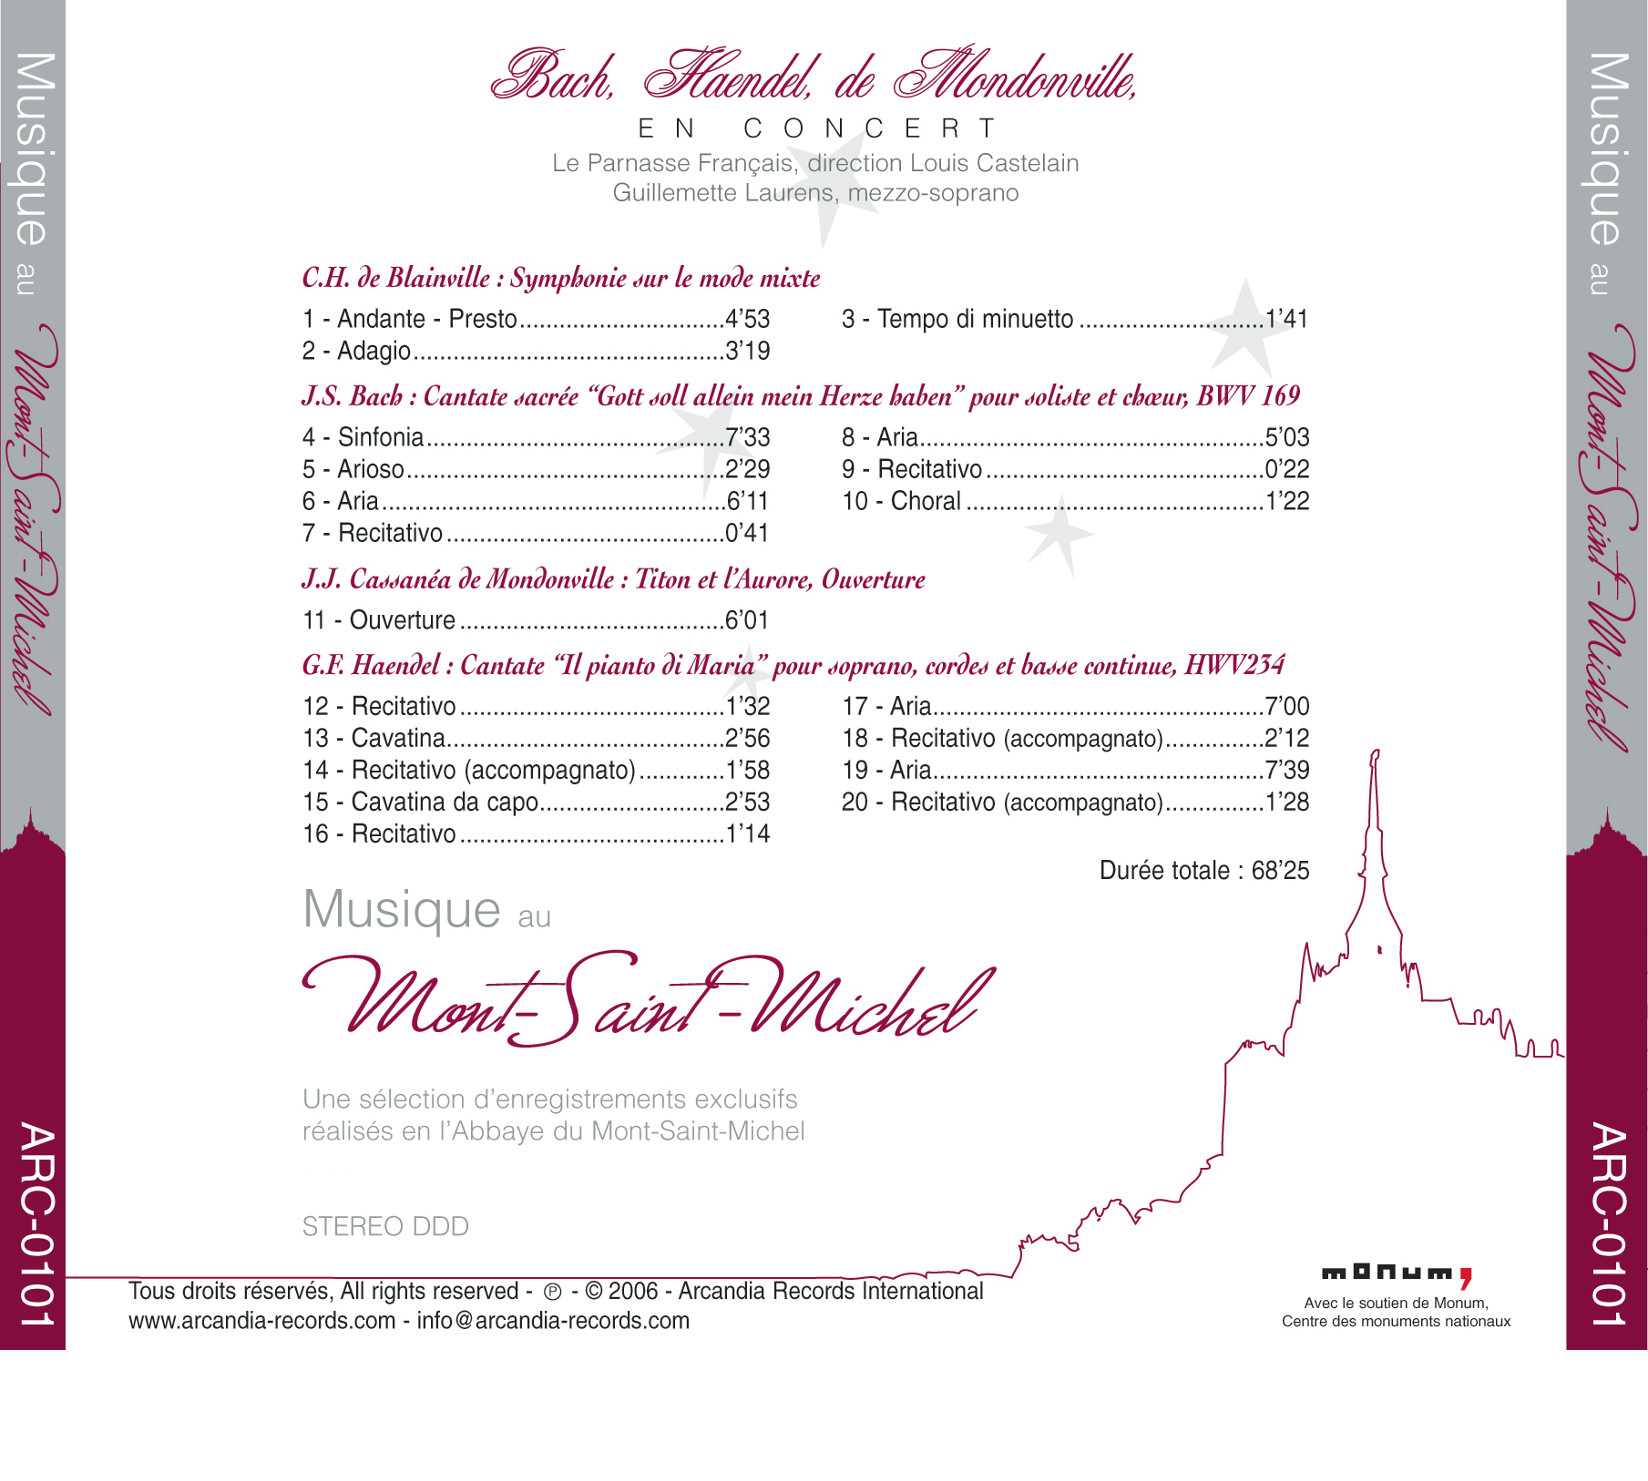 Bach, Haendel, de Mondonville,
EN CONCERT
Le Parnasse Français, direction Louis Castelain
Guillemette Laurens, mezzo-soprano
C.H. de Blainville : Symphonie sur le mode mixte
1 - Andante - Presto...............................4’53
2 - Adagio...............................................3’19
3 - Tempo di minuetto ............................1’41
J.S. Bach : Cantate sacrée “Gott soll allein mein Herze haben” pour soliste et chœur, BWV 169
4 - Sinfonia.............................................7’33
5 - Arioso................................................2’29
6 - Aria....................................................6’11
7 - Recitativo ..........................................0’41
8 - Aria....................................................5’03
9 - Recitativo ..........................................0’22
10 - Choral .............................................1’22
J.J. Cassanéa de Mondonville : Titon et l’Aurore, Ouverture
11 - Ouverture ........................................6’01
G.F. Haendel : Cantate “Il pianto di Maria” pour soprano, cordes et basse continue, HWV234
12 - Recitativo ........................................1’32
13 - Cavatina..........................................2’56
14 - Recitativo (accompagnato) .............1’58
15 - Cavatina da capo............................2’53
16 - Recitativo ........................................1’14
17 - Aria..................................................7’00
18 - Recitativo (accompagnato)...............2’12
19 - Aria..................................................7’39
20 - Recitativo (accompagnato)...............1’28
Durée totale : 68’25
Musique au
Mont-Saint-Michel
Une sélection d’enregistrements exclusifs
réalisés en l’Abbaye du Mont-Saint-Michel
STEREO DDD
Tous droits réservés, All rights reserved - ℗ - © 2006 - Arcandia Records International
www.arcandia-records.com - info@arcandia-records.com
monum,
Avec le soutien de Monum,
Centre des monuments nationaux
Musique au Mont-Saint-Michel ARC-0101
Musique au Mont-Saint-Michel ARC-0101